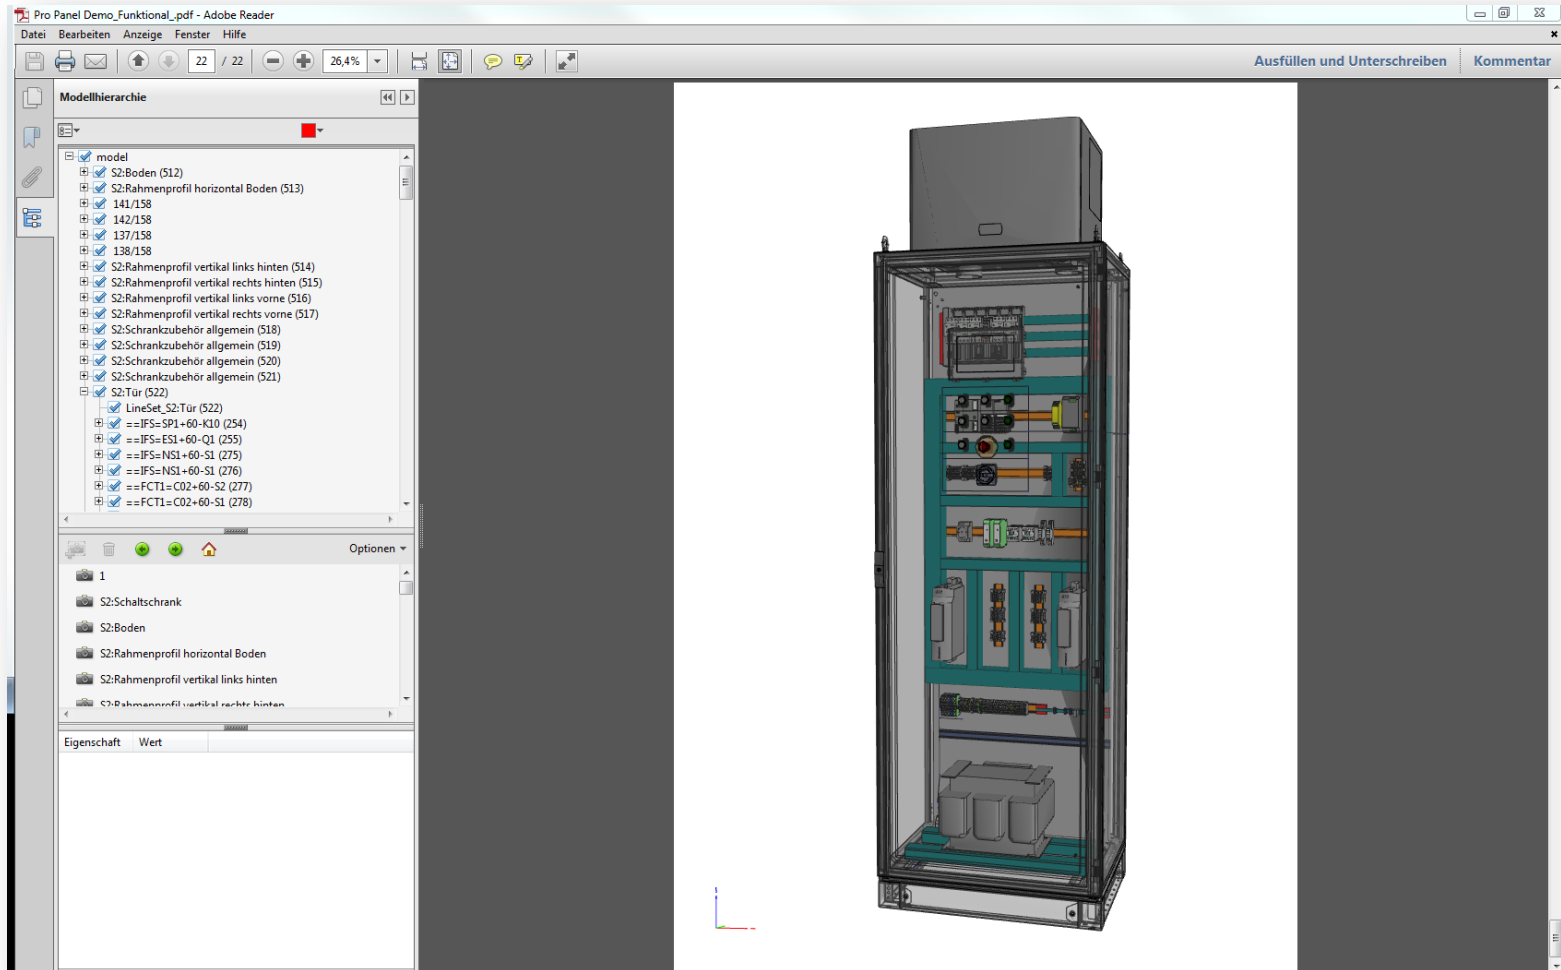 Pro Panel Demo_Funktional_.pdf - Adobe Reader
Datei Bearbeiten Anzeige Fenster Hilfe
22 / 22 26,4% Ausfüllen und Unterschreiben Kommentar
Modellhierarchie
model
S2:Boden (512)
S2:Rahmenprofil horizontal Boden (513)
141/158
142/158
137/158
138/158
S2:Rahmenprofil vertikal links hinten (514)
S2:Rahmenprofil vertikal rechts hinten (515)
S2:Rahmenprofil vertikal links vorne (516)
S2:Rahmenprofil vertikal rechts vorne (517)
S2:Schrankzubehör allgemein (518)
S2:Schrankzubehör allgemein (519)
S2:Schrankzubehör allgemein (520)
S2:Schrankzubehör allgemein (521)
S2:Tür (522)
LineSet_S2:Tür (522)
==IFS=SP1+60-K10 (254)
==IFS=ES1+60-Q1 (255)
==IFS=NS1+60-S1 (275)
==IFS=NS1+60-S1 (276)
==FCT1=C02+60-S2 (277)
==FCT1=C02+60-S1 (278)
Optionen
1
S2:Schaltschrank
S2:Boden
S2:Rahmenprofil horizontal Boden
S2:Rahmenprofil vertikal links hinten
S2:Rahmenprofil vertikal rechts hinten
Eigenschaft Wert